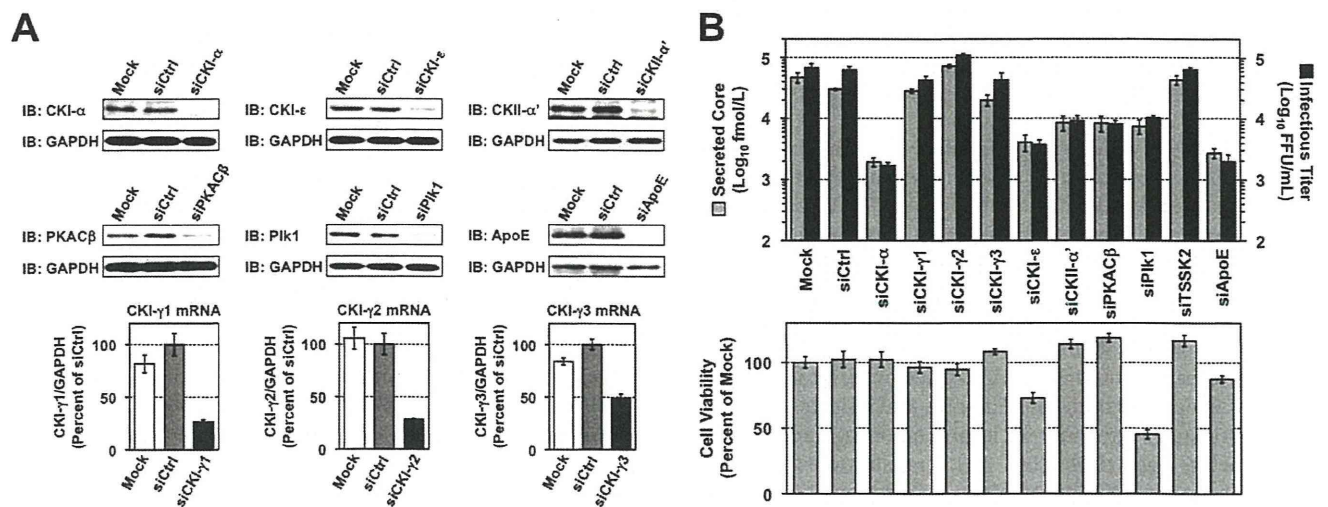 A
Mock siCtrl siCKI-α
IB: CKI-α
IB: GAPDH
Mock siCtrl siCKI-ε
IB: CKI-ε
IB: GAPDH
Mock siCtrl siCKII-α'
IB: CKII-α'
IB: GAPDH
Mock siCtrl siPKACβ
IB: PKACβ
IB: GAPDH
Mock siCtrl siPlk1
IB: Plk1
IB: GAPDH
Mock siCtrl siApoE
IB: ApoE
IB: GAPDH
CKI-γ1 mRNA
CKI-γ1/GAPDH
(Percent of siCtrl)
100
50
0
Mock siCtrl siCKI-γ1
CKI-γ2 mRNA
CKI-γ2/GAPDH
(Percent of siCtrl)
100
50
0
Mock siCtrl siCKI-γ2
CKI-γ3 mRNA
CKI-γ3/GAPDH
(Percent of siCtrl)
100
50
0
Mock siCtrl siCKI-γ3
B
Secreted Core
(Log10 fmol/L)
5
4
3
2
5
4
3
2
Infectious Titer
(Log10 FFU/mL)
Mock siCtrl siCKI-α siCKI-γ1 siCKI-γ2 siCKI-γ3 siCKI-ε siCKII-α' siPKACβ siPlk1 siTSSK2 siApoE
Cell Viability
(Percent of Mock)
100
50
0